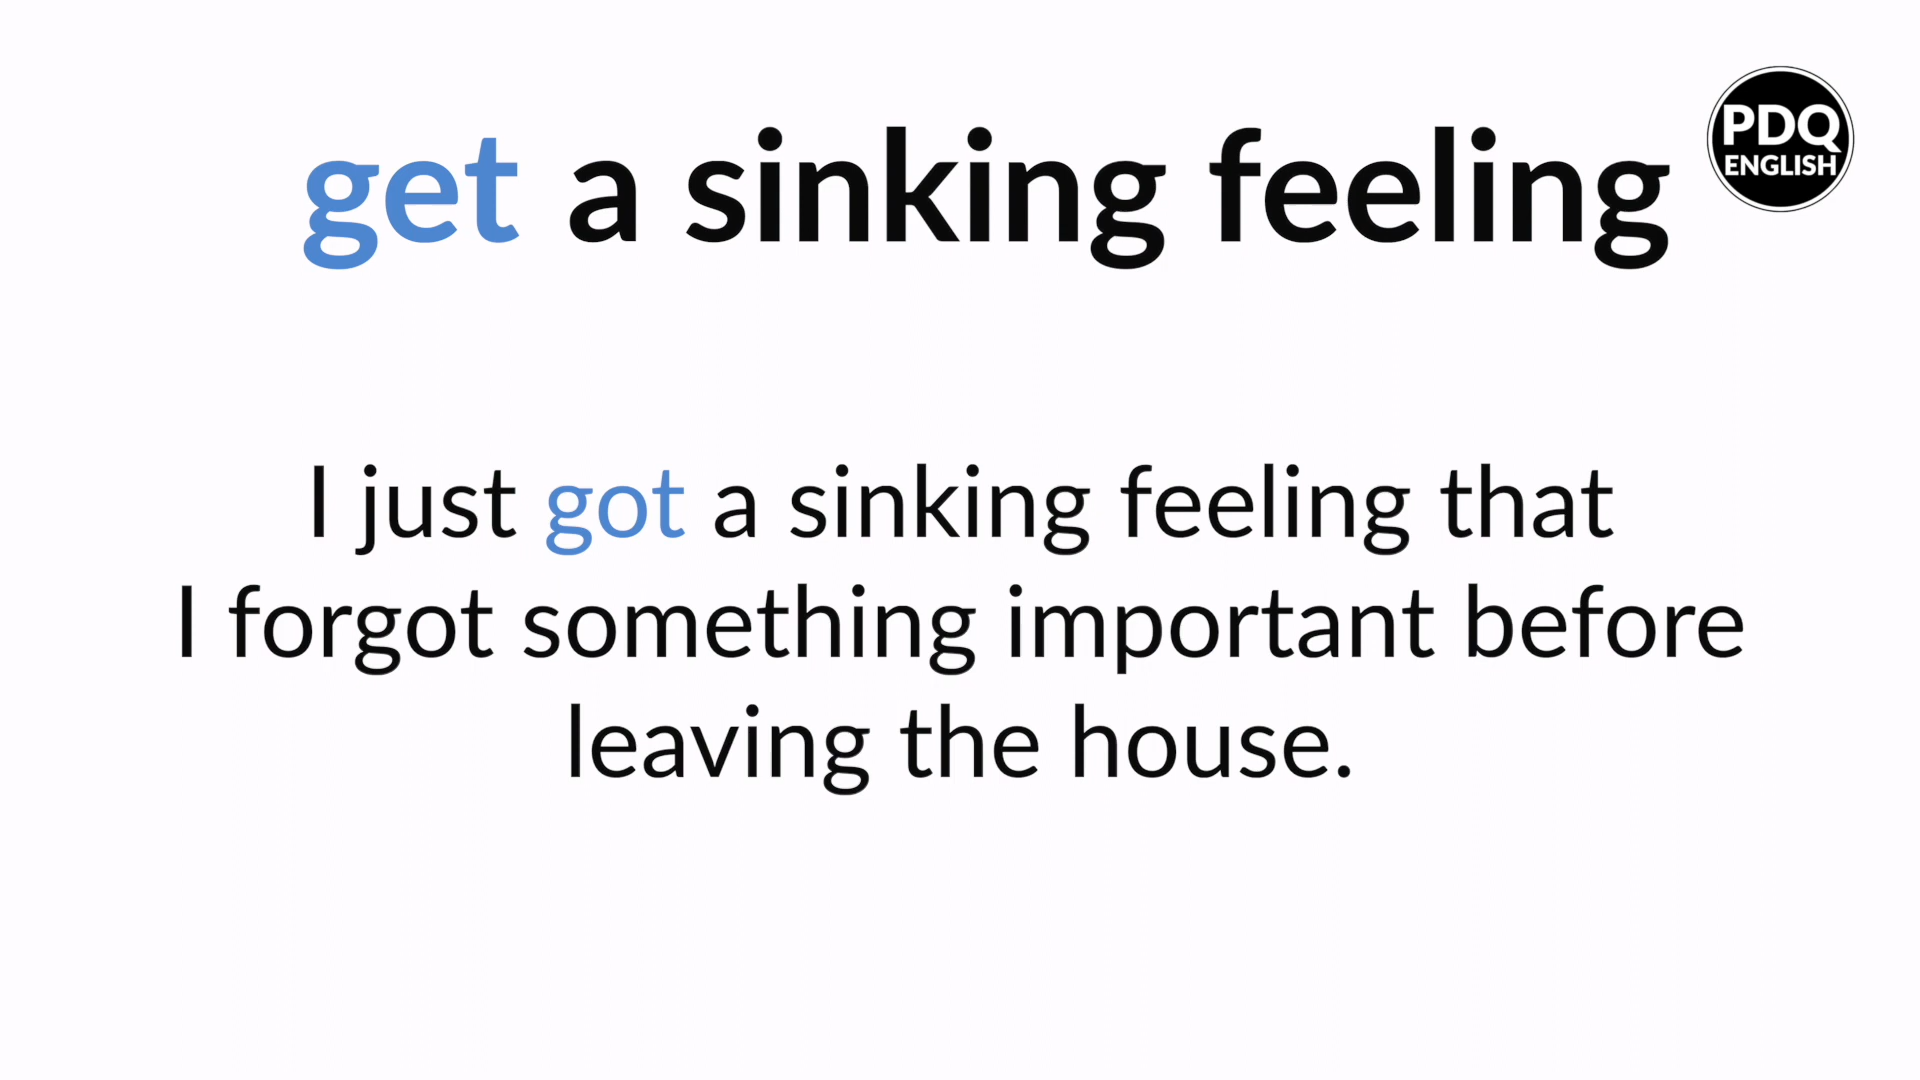 get a sinking feeling
PDQ
ENGLISH
I just got a sinking feeling that
I forgot something important before
leaving the house.